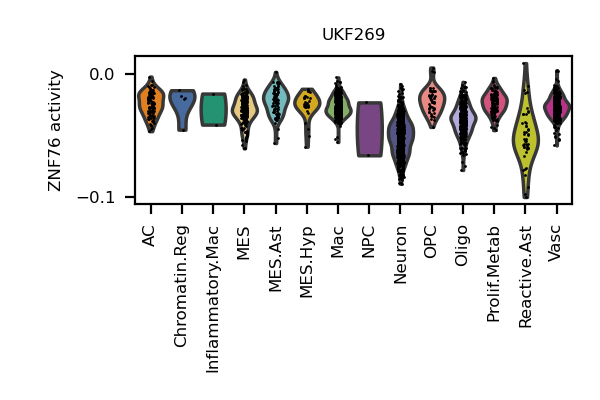 UKF269
ZNF76 activity
0.0
−0.1
AC
Chromatin.Reg
Inflammatory.Mac
MES
MES.Ast
MES.Hyp
Mac
NPC
Neuron
OPC
Oligo
Prolif.Metab
Reactive.Ast
Vasc